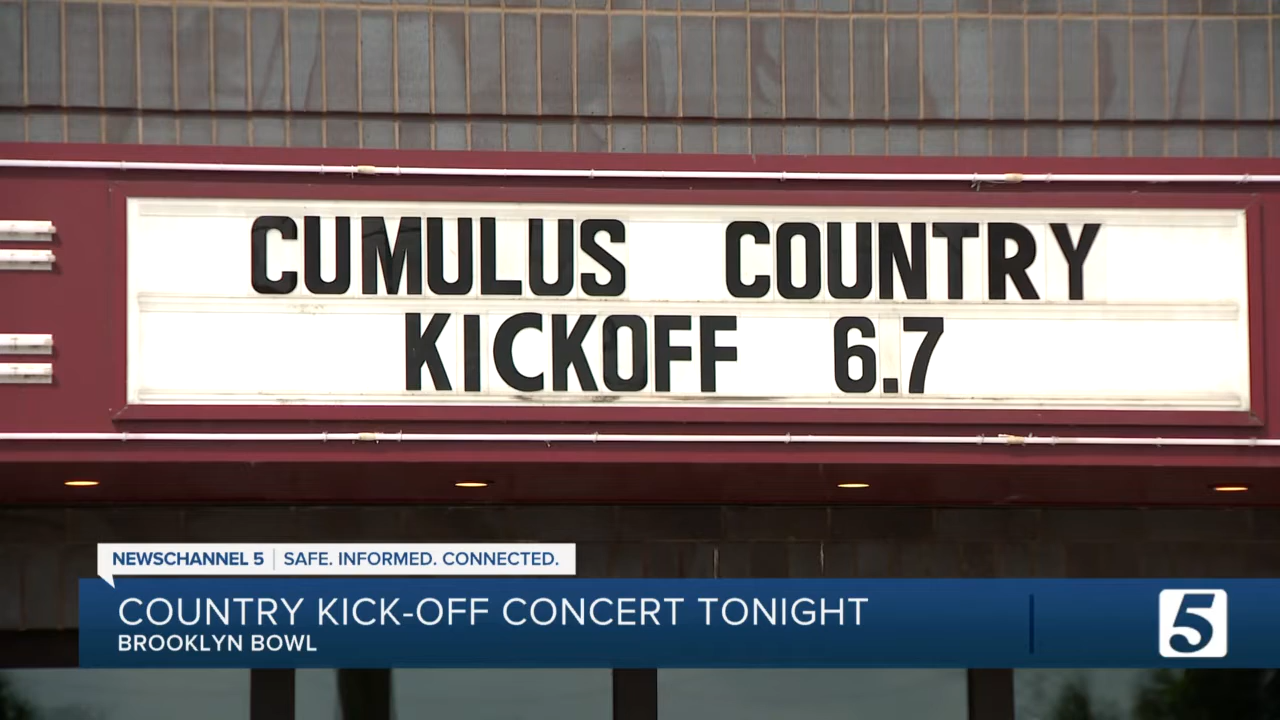 CUMULUS COUNTRY
KICKOFF 6.7
NEWSCHANNEL 5 | SAFE. INFORMED. CONNECTED.
COUNTRY KICK-OFF CONCERT TONIGHT
BROOKLYN BOWL
5